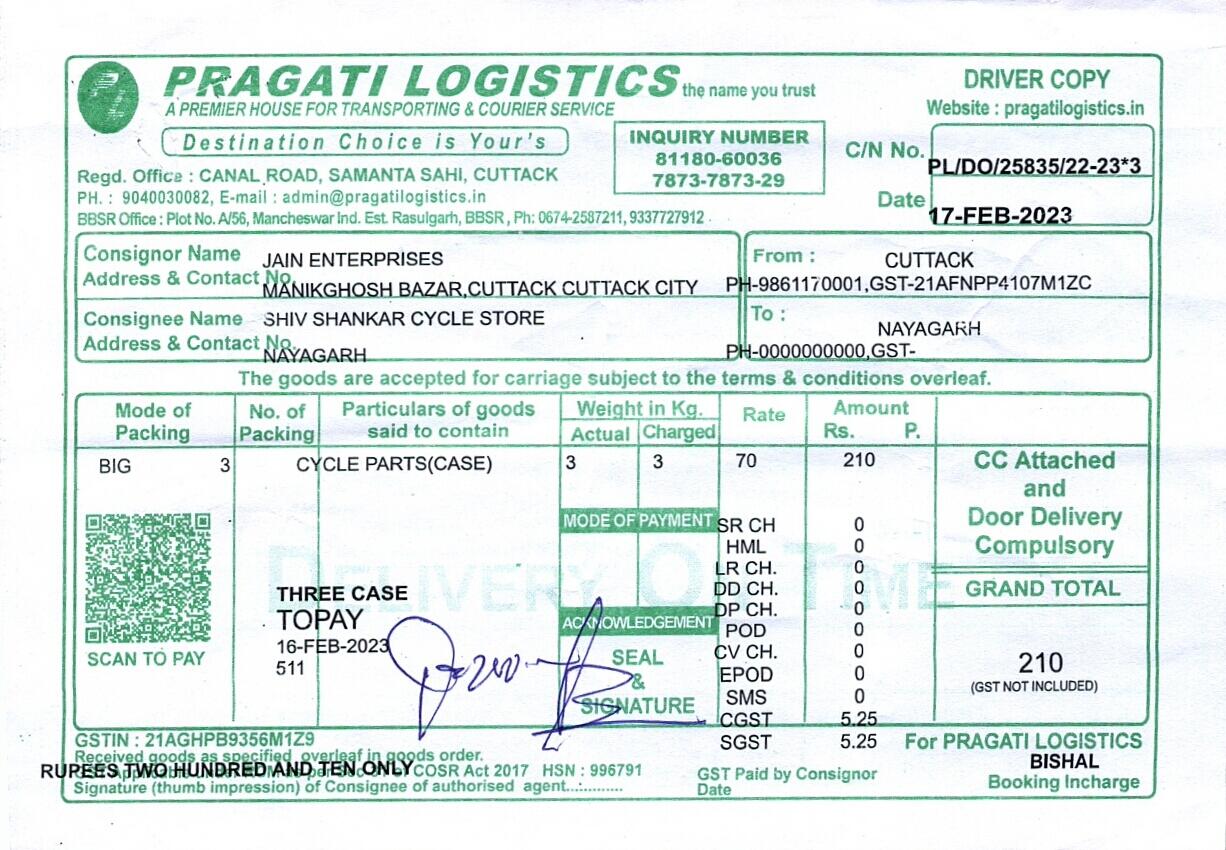 PRAGATI LOGISTICS the name you trust
A PREMIER HOUSE FOR TRANSPORTING & COURIER SERVICE
Destination Choice is Your's
Regd. Office : CANAL ROAD, SAMANTA SAHI, CUTTACK
PH. : 9040030082, E-mail : admin@pragatilogistics.in
BBSR Office : Plot No. A/56, Mancheswar Ind. Est. Rasulgarh, BBSR , Ph: 0674-2587211, 9337727912
INQUIRY NUMBER
81180-60036
7873-7873-29
DRIVER COPY
Website : pragatilogistics.in
C/N No. PL/DO/25835/22-23*3
Date 17-FEB-2023
Consignor Name JAIN ENTERPRISES
Address & Contact No. MANIKGHOSH BAZAR,CUTTACK CUTTACK CITY
From : CUTTACK
PH-9861170001,GST-21AFNPP4107M1ZC
Consignee Name SHIV SHANKAR CYCLE STORE
Address & Contact No. NAYAGARH
To : NAYAGARH
PH-0000000000,GST-
The goods are accepted for carriage subject to the terms & conditions overleaf.
Mode of Packing No. of Packing Particulars of goods said to contain Weight in Kg. Actual Charged Rate Amount Rs. P.
BIG 3 CYCLE PARTS(CASE) 3 3 70 210
CC Attached
and
Door Delivery
Compulsory
GRAND TOTAL
210
(GST NOT INCLUDED)
DELIVERY ON TIME
SCAN TO PAY
THREE CASE
TOPAY
16-FEB-2023
511
MODE OF PAYMENT
ACKNOWLEDGEMENT
SEAL
&
SIGNATURE
SR CH 0
HML 0
LR CH. 0
DD CH. 0
DP CH. 0
POD 0
CV CH. 0
EPOD 0
SMS 0
CGST 5.25
SGST 5.25
GSTIN : 21AGHPB9356M1Z9
Received goods as specified overleaf in goods order.
RUPEES TWO HUNDRED AND TEN ONLY
COSR Act 2017 HSN : 996791
Signature (thumb impression) of Consignee of authorised agent...:.........
GST Paid by Consignor
Date
For PRAGATI LOGISTICS
BISHAL
Booking Incharge